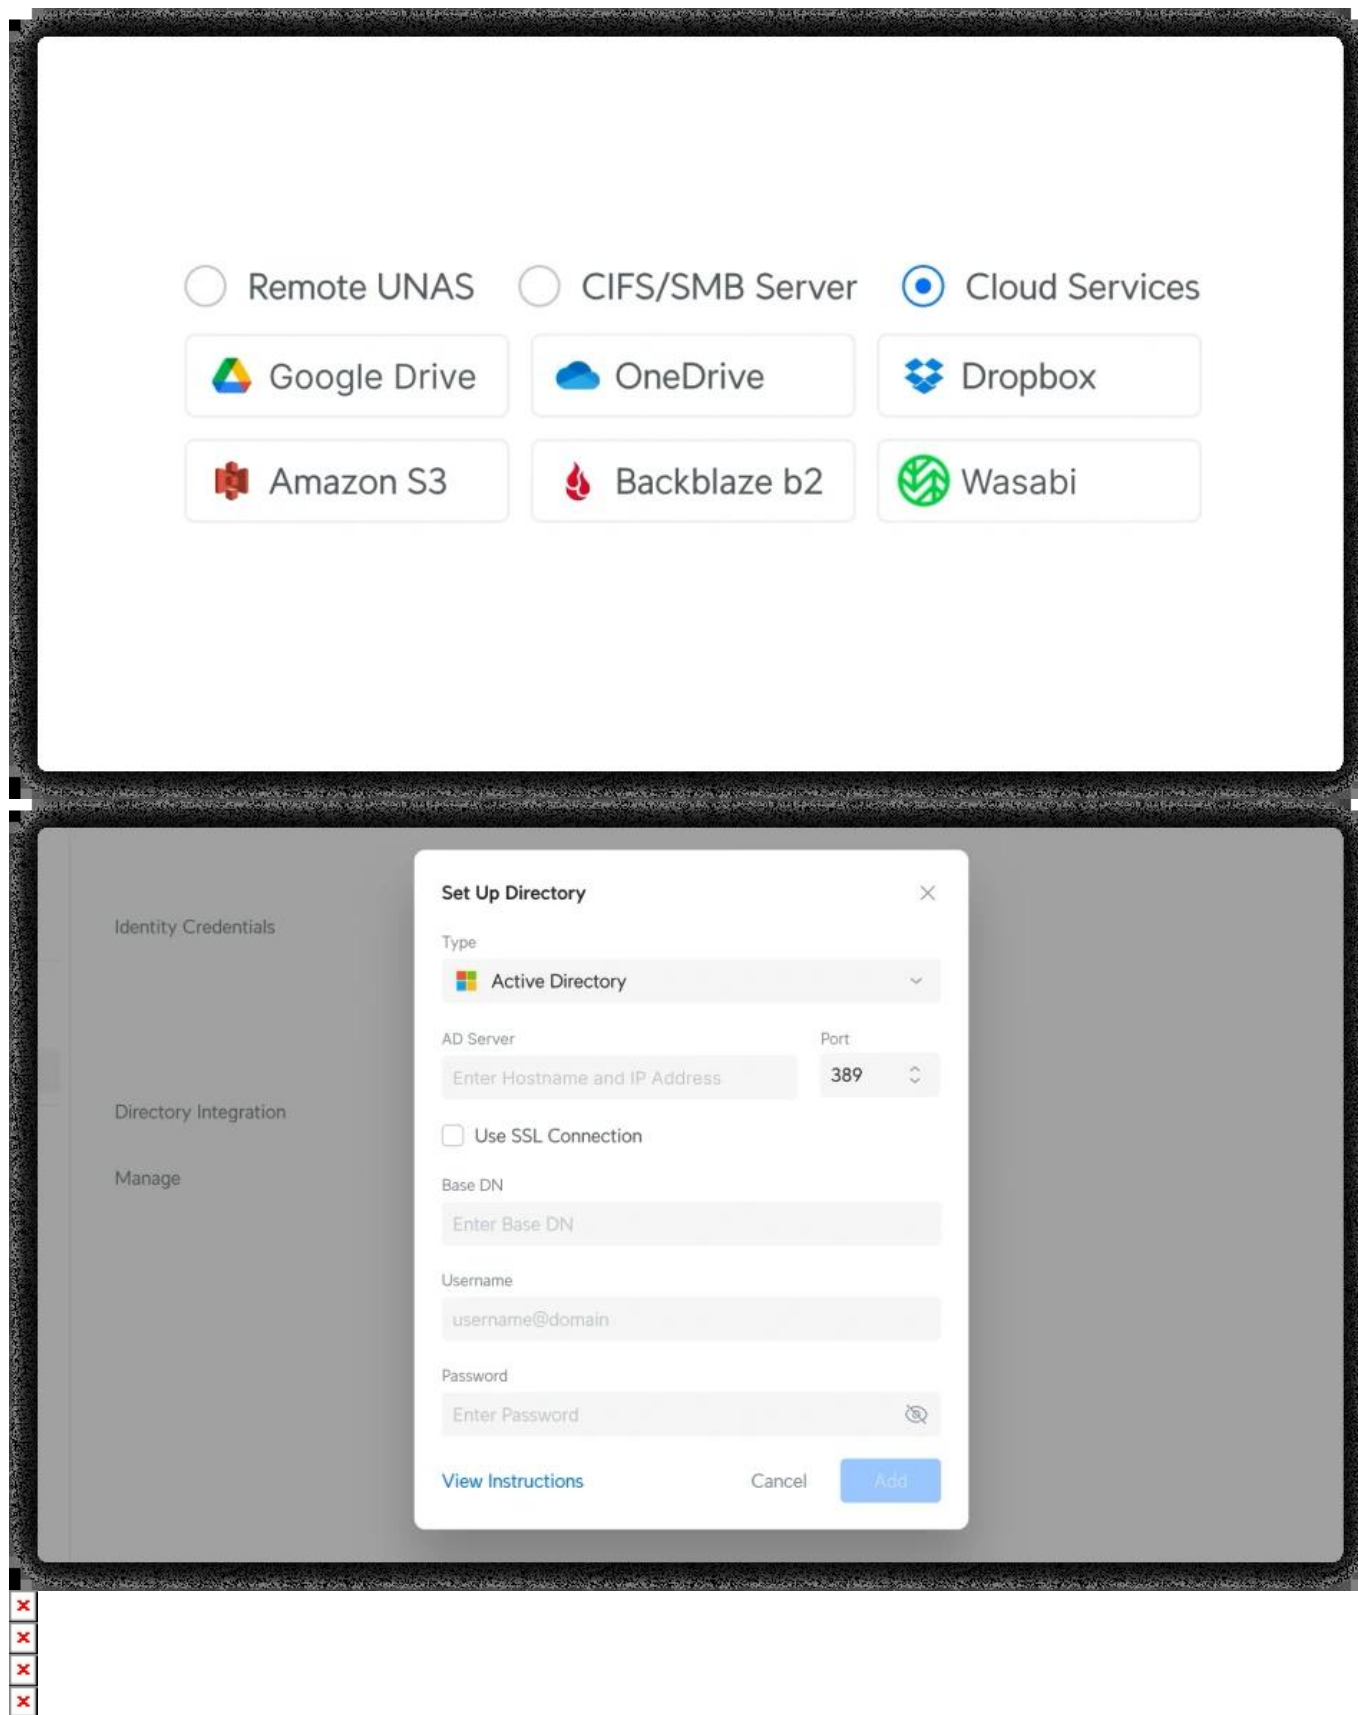 Remote UNAS CIFS/SMB Server Cloud Services
Google Drive OneDrive Dropbox
Amazon S3 Backblaze b2 Wasabi
Identity Credentials
Directory Integration
Manage
Set Up Directory
Type
Active Directory
AD Server Port
Enter Hostname and IP Address 389
Use SSL Connection
Base DN
Enter Base DN
Username
username@domain
Password
Enter Password
View Instructions Cancel Add